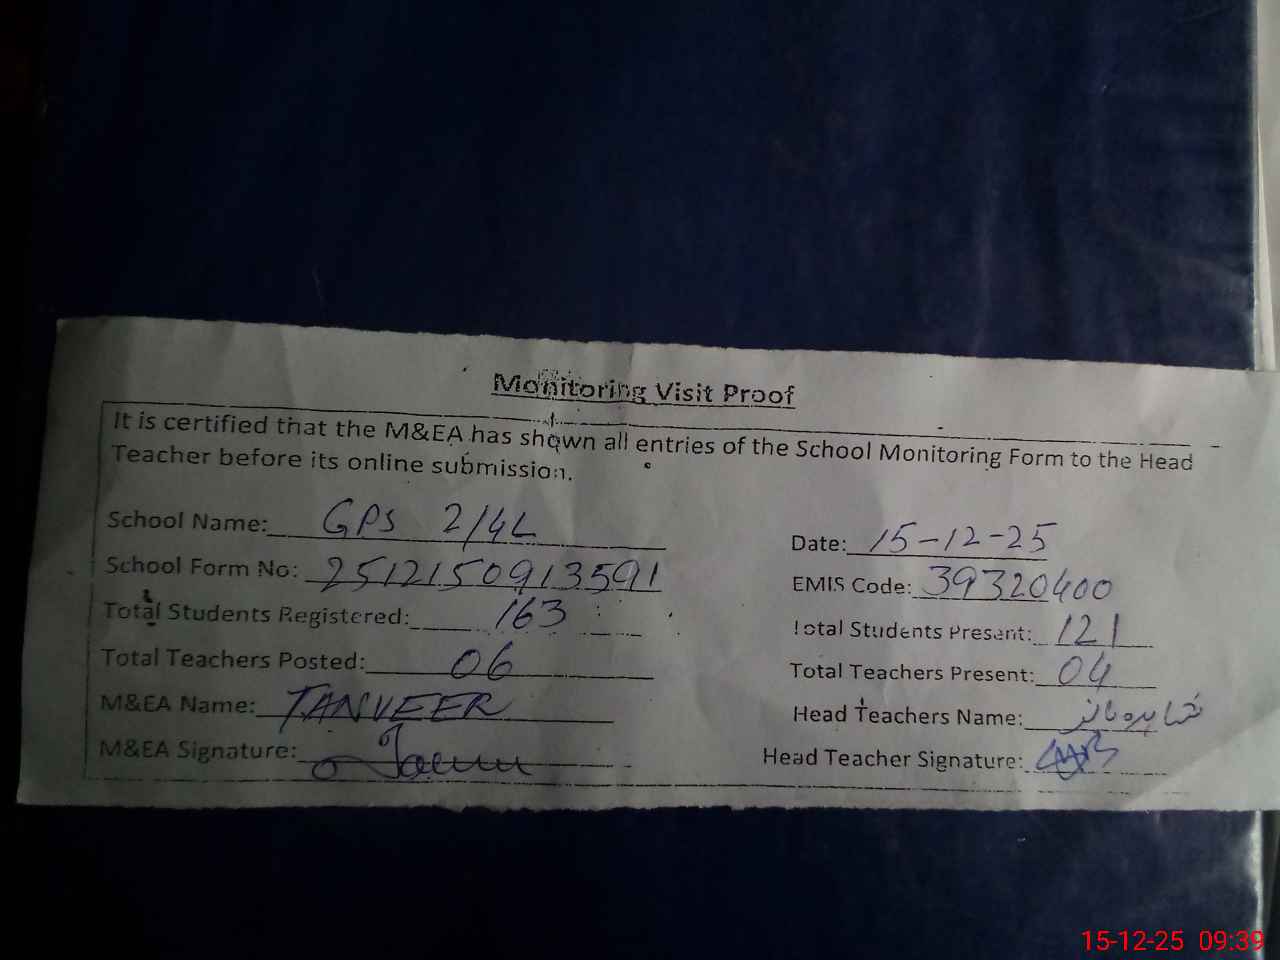 Monitoring Visit Proof
It is certified that the M&EA has shown all entries of the School Monitoring Form to the Head
Teacher before its online submission.
School Name: GPS 2/4L
Date: 15-12-25
School Form No: 2512150913591
EMIS Code: 39320400
Total Students Registered: 163
Total Students Present: 121
Total Teachers Posted: 06
Total Teachers Present: 04
M&EA Name: TANVEER
Head Teachers Name:
M&EA Signature:
Head Teacher Signature:
15-12-25 09:39